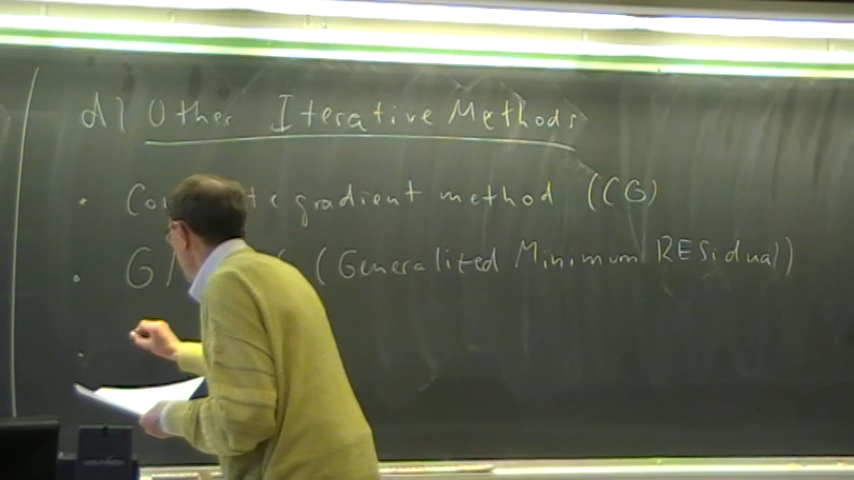 d) Other Iterative Methods
• gradient method (CG)
• (Generalized Minimum RESidual)
•